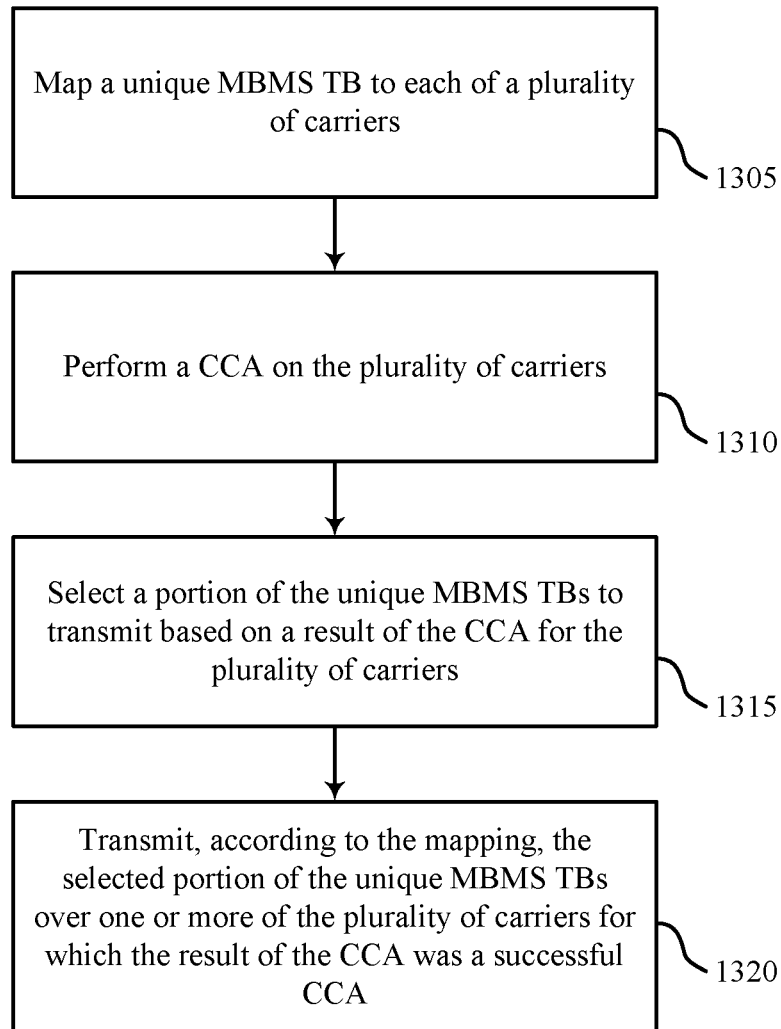 Map a unique MBMS TB to each of a plurality
of carriers
1305
Perform a CCA on the plurality of carriers
1310
Select a portion of the unique MBMS TBs to
transmit based on a result of the CCA for the
plurality of carriers
1315
Transmit, according to the mapping, the
selected portion of the unique MBMS TBs
over one or more of the plurality of carriers for
which the result of the CCA was a successful
CCA
1320